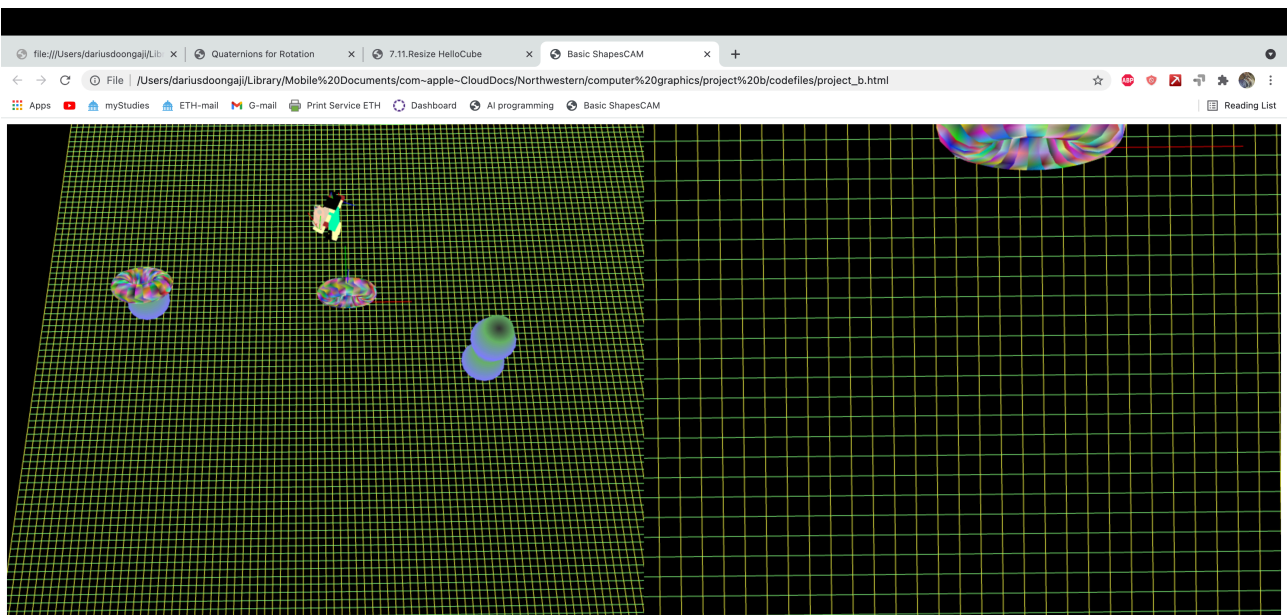 file:///Users/dariusdoongaji/Lib Quaternions for Rotation 7.11.Resize HelloCube Basic ShapesCAM
File /Users/dariusdoongaji/Library/Mobile%20Documents/com~apple~CloudDocs/Northwestern/computer%20graphics/project%20b/codefiles/project_b.html ABP
Apps myStudies ETH-mail G-mail Print Service ETH Dashboard AI programming Basic ShapesCAM Reading List